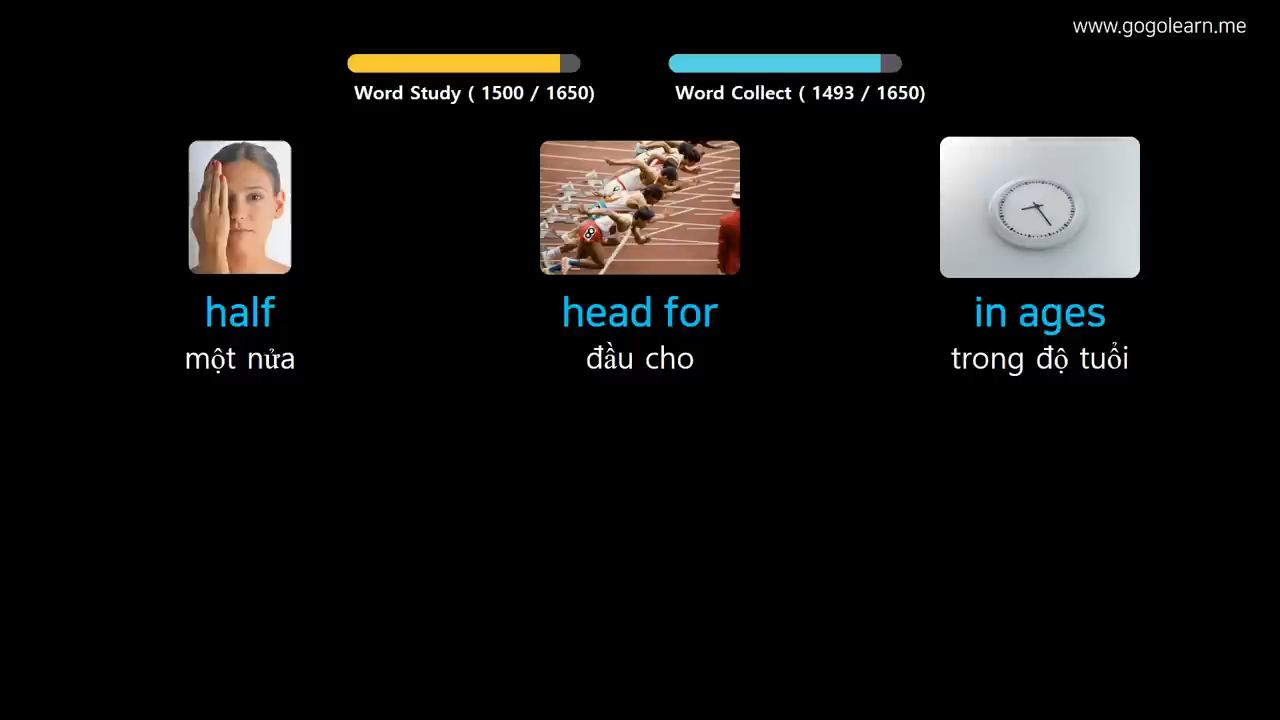 www.gogolearn.me
Word Study ( 1500 / 1650)
Word Collect ( 1493 / 1650)
8
half
head for
in ages
một nửa
đầu cho
trong độ tuổi